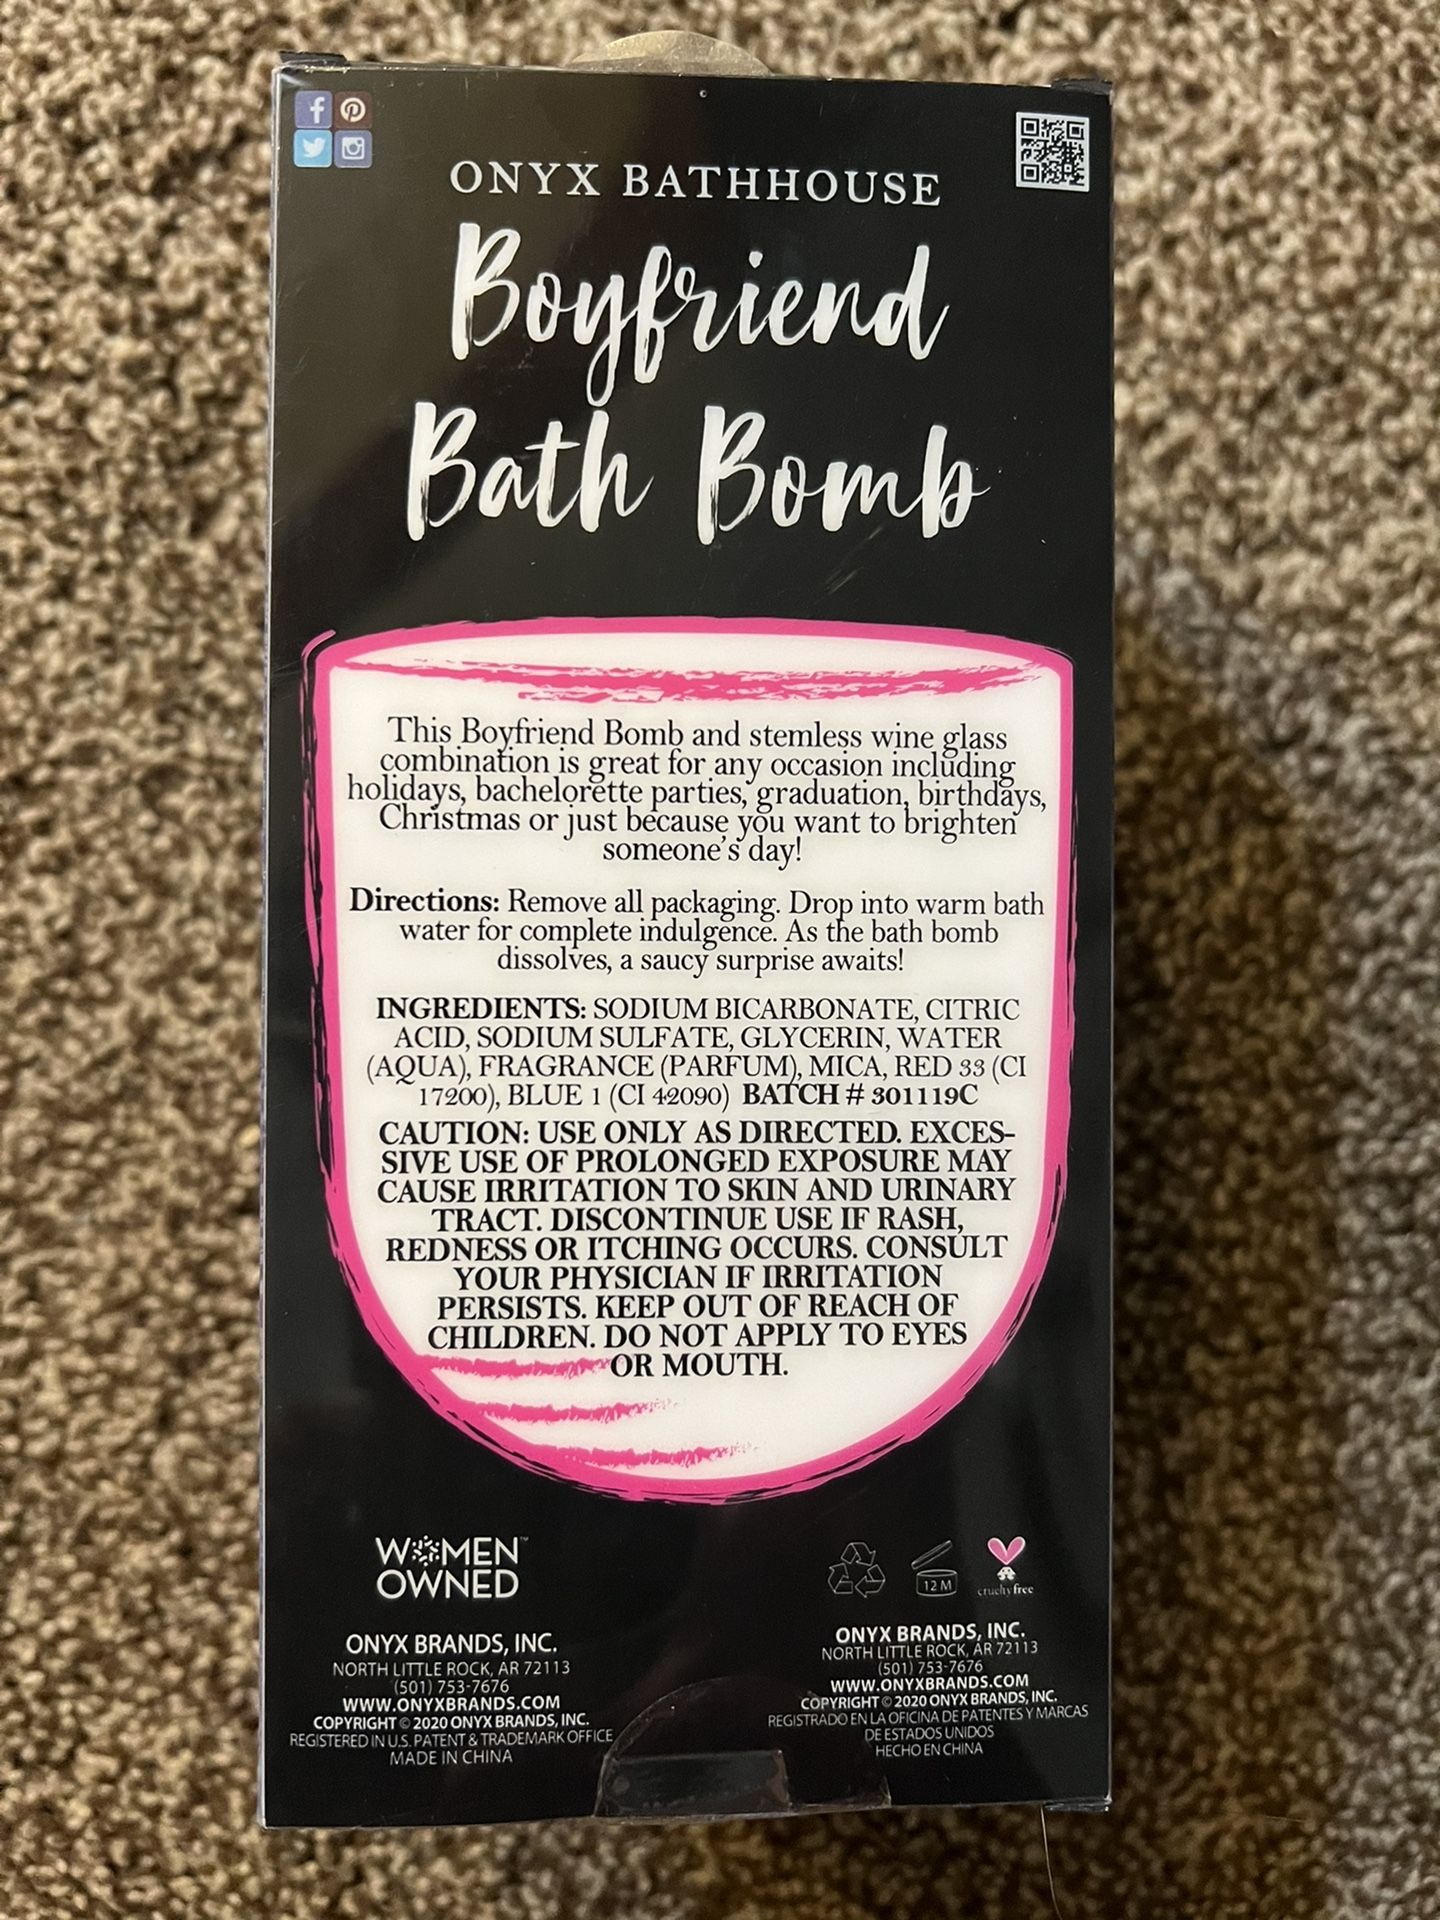 ONYX BATHHOUSE
Boyfriend
Bath Bomb
This Boyfriend Bomb and stemless wine glass
combination is great for any occasion including
holidays, bachelorette parties, graduation, birthdays,
Christmas or just because you want to brighten
someone's day!
Directions: Remove all packaging. Drop into warm bath
water for complete indulgence. As the bath bomb
dissolves, a saucy surprise awaits!
INGREDIENTS: SODIUM BICARBONATE, CITRIC
ACID, SODIUM SULFATE, GLYCERIN, WATER
(AQUA), FRAGRANCE (PARFUM), MICA, RED 33 (CI
17200), BLUE 1 (CI 42090) BATCH # 301119C
CAUTION: USE ONLY AS DIRECTED. EXCES-
SIVE USE OF PROLONGED EXPOSURE MAY
CAUSE IRRITATION TO SKIN AND URINARY
TRACT. DISCONTINUE USE IF RASH,
REDNESS OR ITCHING OCCURS. CONSULT
YOUR PHYSICIAN IF IRRITATION
PERSISTS. KEEP OUT OF REACH OF
CHILDREN. DO NOT APPLY TO EYES
OR MOUTH.
WOMEN™
OWNED
ONYX BRANDS, INC.
NORTH LITTLE ROCK, AR 72113
(501) 753-7676
WWW.ONYXBRANDS.COM
COPYRIGHT © 2020 ONYX BRANDS, INC.
REGISTERED IN U.S. PATENT & TRADEMARK OFFICE
MADE IN CHINA
12 M
cruelty free
ONYX BRANDS, INC.
NORTH LITTLE ROCK, AR 72113
(501) 753-7676
WWW.ONYXBRANDS.COM
COPYRIGHT © 2020 ONYX BRANDS, INC.
REGISTRADO EN LA OFICINA DE PATENTES Y MARCAS
DE ESTADOS UNIDOS
HECHO EN CHINA